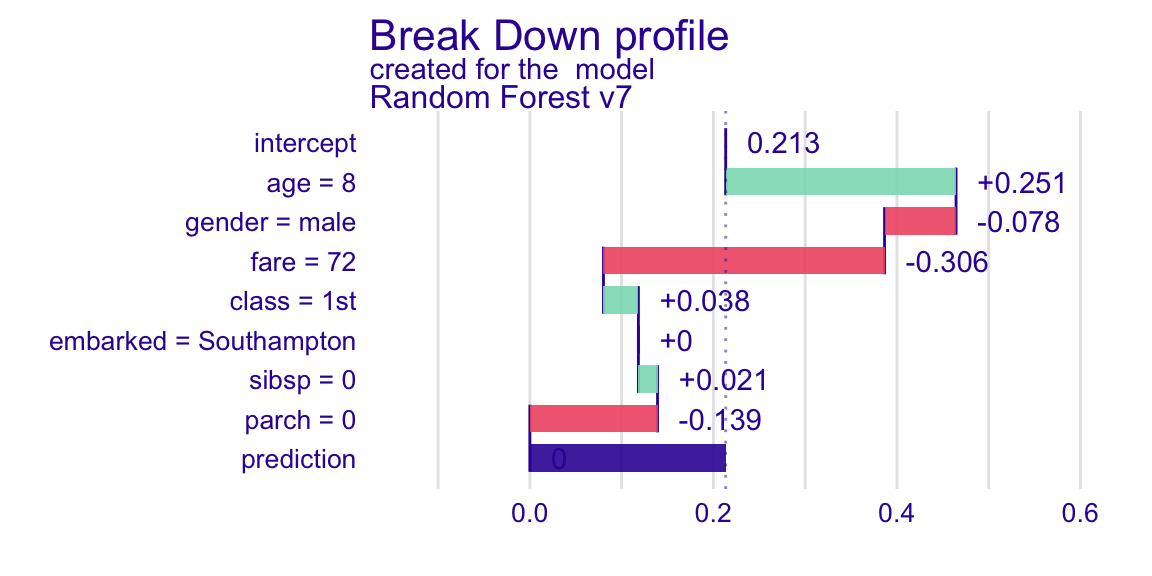 Break Down profile
created for the  model
Random Forest v7
intercept 0.213
age = 8 +0.251
gender = male -0.078
fare = 72 -0.306
class = 1st +0.038
embarked = Southampton +0
sibsp = 0 +0.021
parch = 0 -0.139
prediction 0
0.0 0.2 0.4 0.6